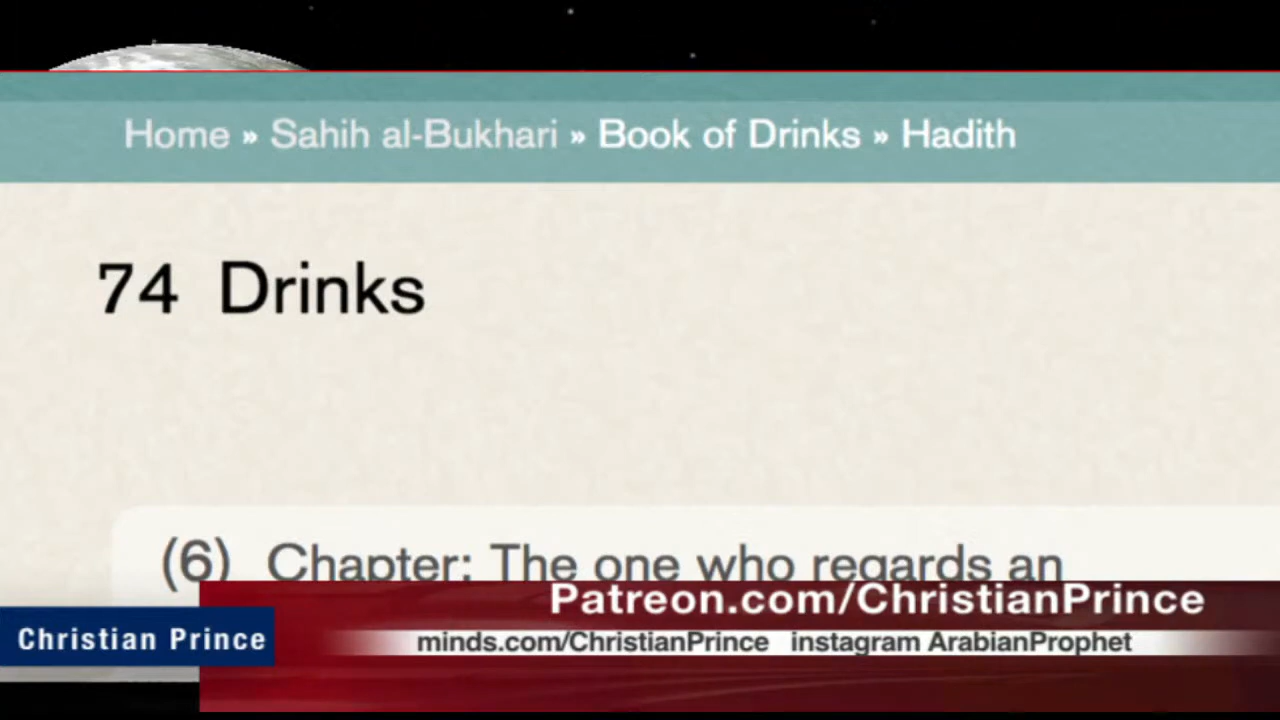 Home » Sahih al-Bukhari » Book of Drinks » Hadith
74 Drinks
(6) Chapter: The one who regards an
Patreon.com/ChristianPrince
Christian Prince
minds.com/ChristianPrince instagram ArabianProphet